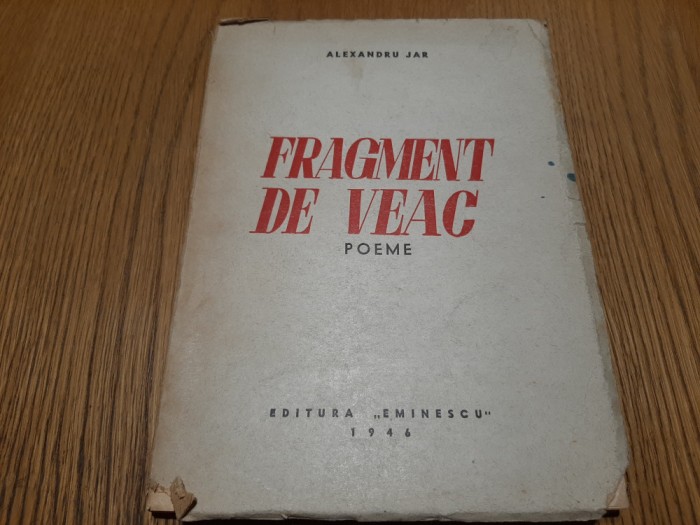 ALEXANDRU JAR
FRAGMENT
DE VEAC
POEME
EDITURA „EMINESCU“
1946